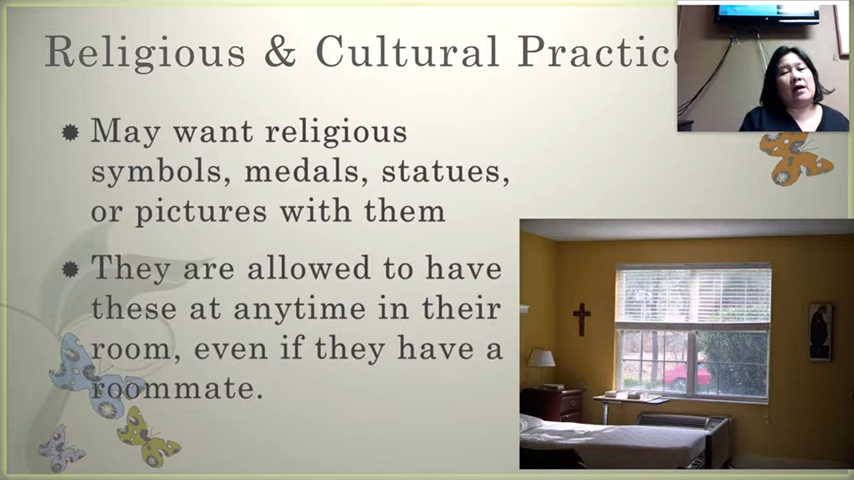 Religious & Cultural Practic
May want religious
symbols, medals, statues,
or pictures with them
They are allowed to have
these at anytime in their
room, even if they have a
roommate.